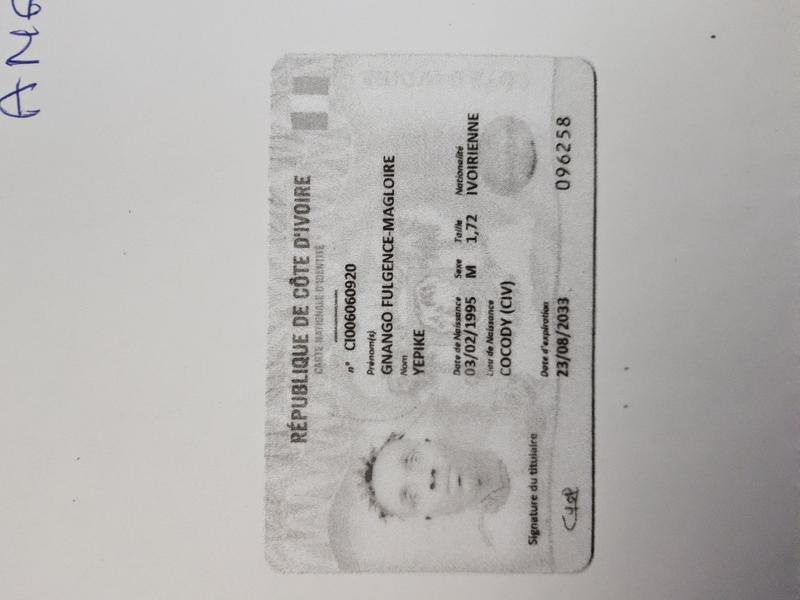 ANG
RÉPUBLIQUE DE CÔTE D'IVOIRE
CARTE NATIONALE D'IDENTITÉ
n° CI006060920
Prénom(s)
GNANGO FULGENCE-MAGLOIRE
Nom
YEPIKE
Date de Naissance Sexe Taille Nationalité
03/02/1995 M 1,72 IVOIRIENNE
Lieu de Naissance
COCODY (CIV)
Date d'expiration
23/08/2033 096258
Signature du titulaire